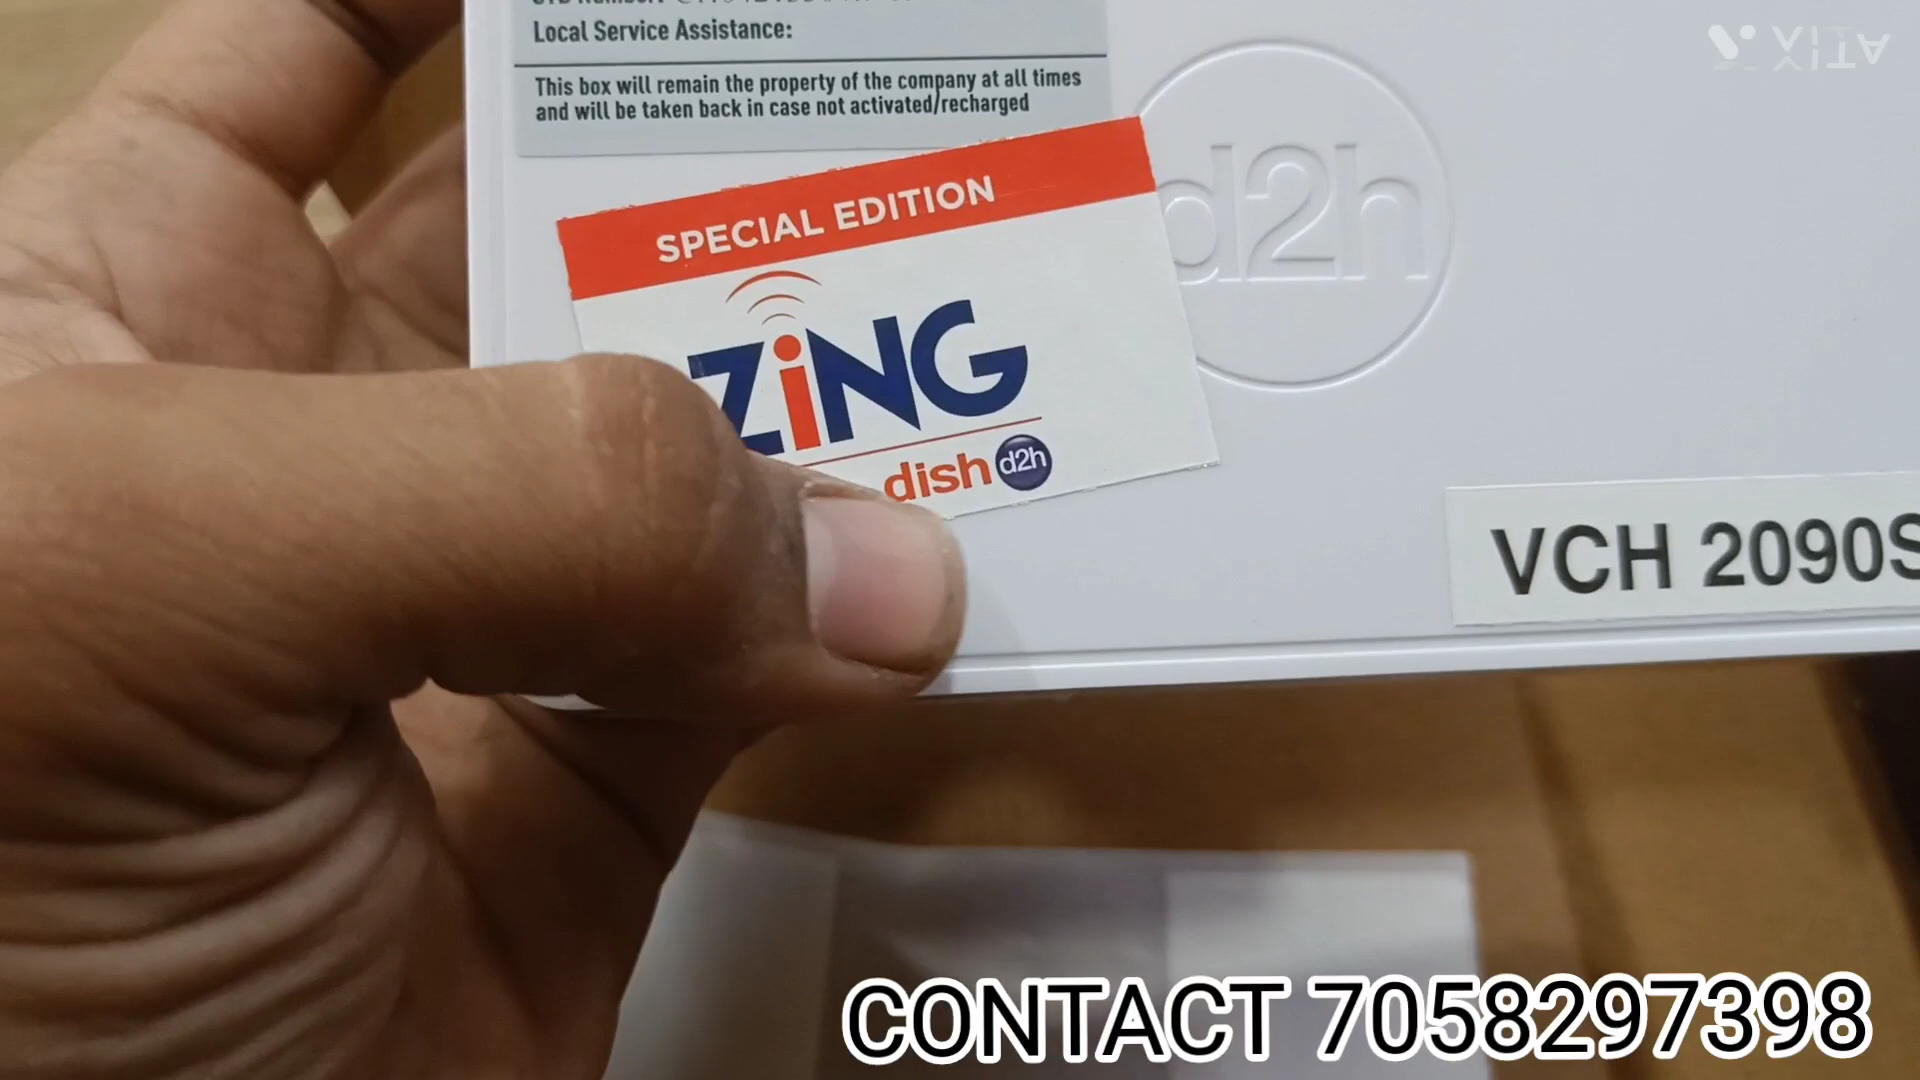 Local Service Assistance:
This box will remain the property of the company at all times
and will be taken back in case not activated/recharged
SPECIAL EDITION
ZiNG
dish d2h
d2h
VCH 2090S
CONTACT 7058297398